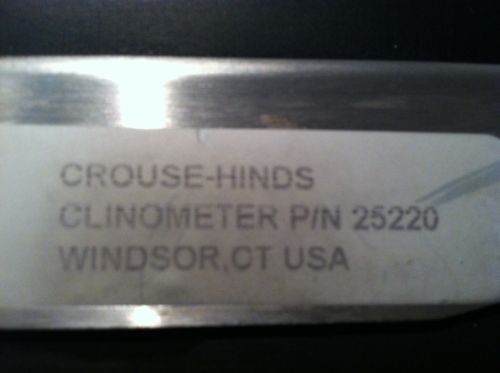 CROUSE-HINDS
CLINOMETER P/N 25220
WINDSOR,CT USA